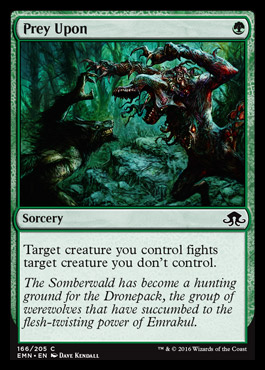 Prey Upon
Sorcery
Target creature you control fights
target creature you don't control.
The Somberwald has become a hunting
ground for the Dronepack, the group of
werewolves that have succumbed to the
flesh-twisting power of Emrakul.
166/205 C
EMN • EN Dave Kendall
™ & © 2016 Wizards of the Coast